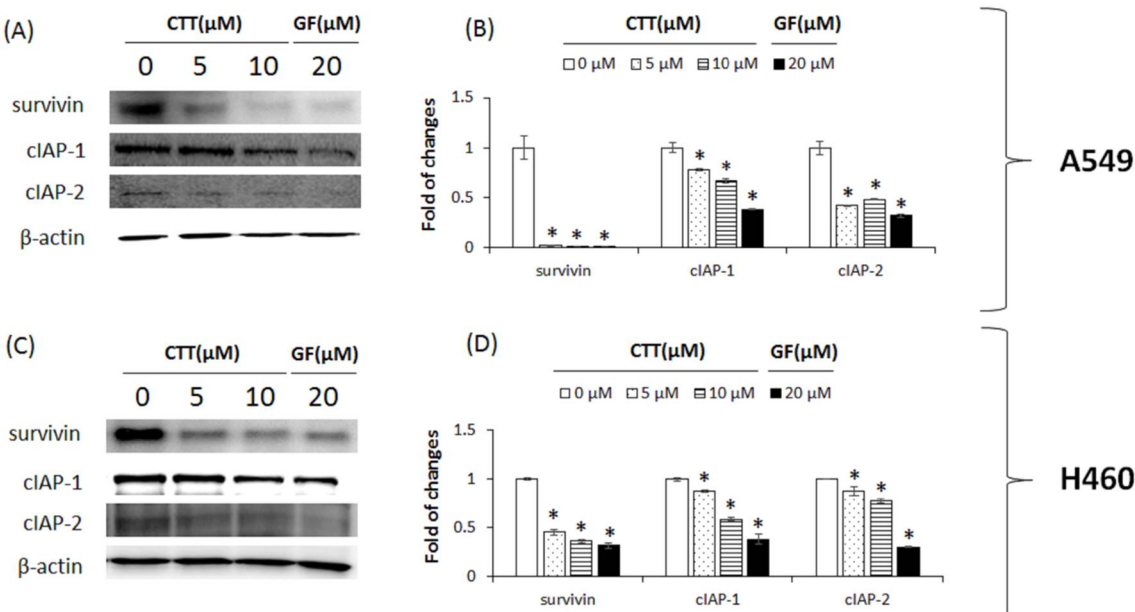 (A)
CTT(μM) GF(μM)
0 5 10 20
survivin
cIAP-1
cIAP-2
β-actin
(B)
CTT(μM) GF(μM)
0 μM 5 μM 10 μM 20 μM
Fold of changes
1.5
1
0.5
0
* * *
* * *
* * *
survivin cIAP-1 cIAP-2
A549
(C)
CTT(μM) GF(μM)
0 5 10 20
survivin
cIAP-1
cIAP-2
β-actin
(D)
CTT(μM) GF(μM)
0 μM 5 μM 10 μM 20 μM
Fold of changes
1.5
1
0.5
0
* * *
* * *
* * *
survivin cIAP-1 cIAP-2
H460